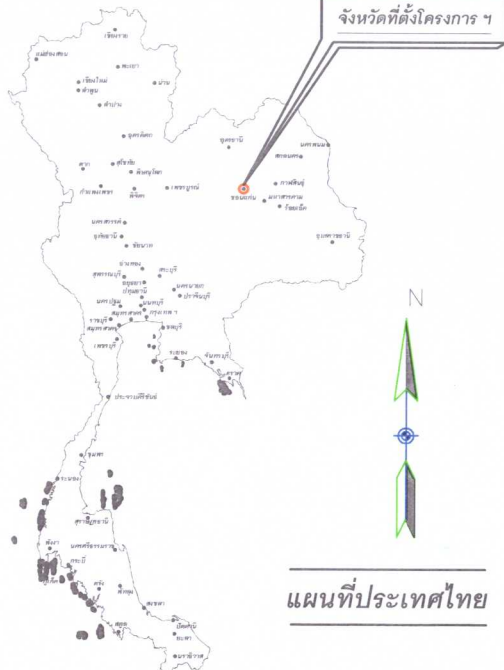 จังหวัดที่ตั้งโครงการ ฯ
เชียงราย
แม่ฮ่องสอน
พะเยา
เชียงใหม่
น่าน
ลำพูน
ลำปาง
อุตรดิตถ์
อุดรธานี
นครพนม
สกลนคร
ตาก
สุโขทัย
พิษณุโลก
กาฬสินธุ์
กำแพงเพชร
พิจิตร
เพชรบูรณ์
ขอนแก่น
มหาสารคาม
ร้อยเอ็ด
นครสวรรค์
อุทัยธานี
ชัยนาท
อุบลราชธานี
อ่างทอง
สุพรรณบุรี
สระบุรี
อยุธยา
ปทุมธานี
นครนายก
ปราจีนบุรี
นครปฐม
นนทบุรี
กรุงเทพ ฯ
ราชบุรี
สมุทรสาคร
ชลบุรี
เพชรบุรี
ระยอง
จันทบุรี
ตราด
N
ประจวบคีรีขันธ์
ชุมพร
ระนอง
สุราษฎร์ธานี
พังงา
นครศรีธรรมราช
กระบี่
ภูเก็ต
ตรัง
พัทลุง
สงขลา
สตูล
ปัตตานี
ยะลา
นราธิวาส
แผนที่ประเทศไทย